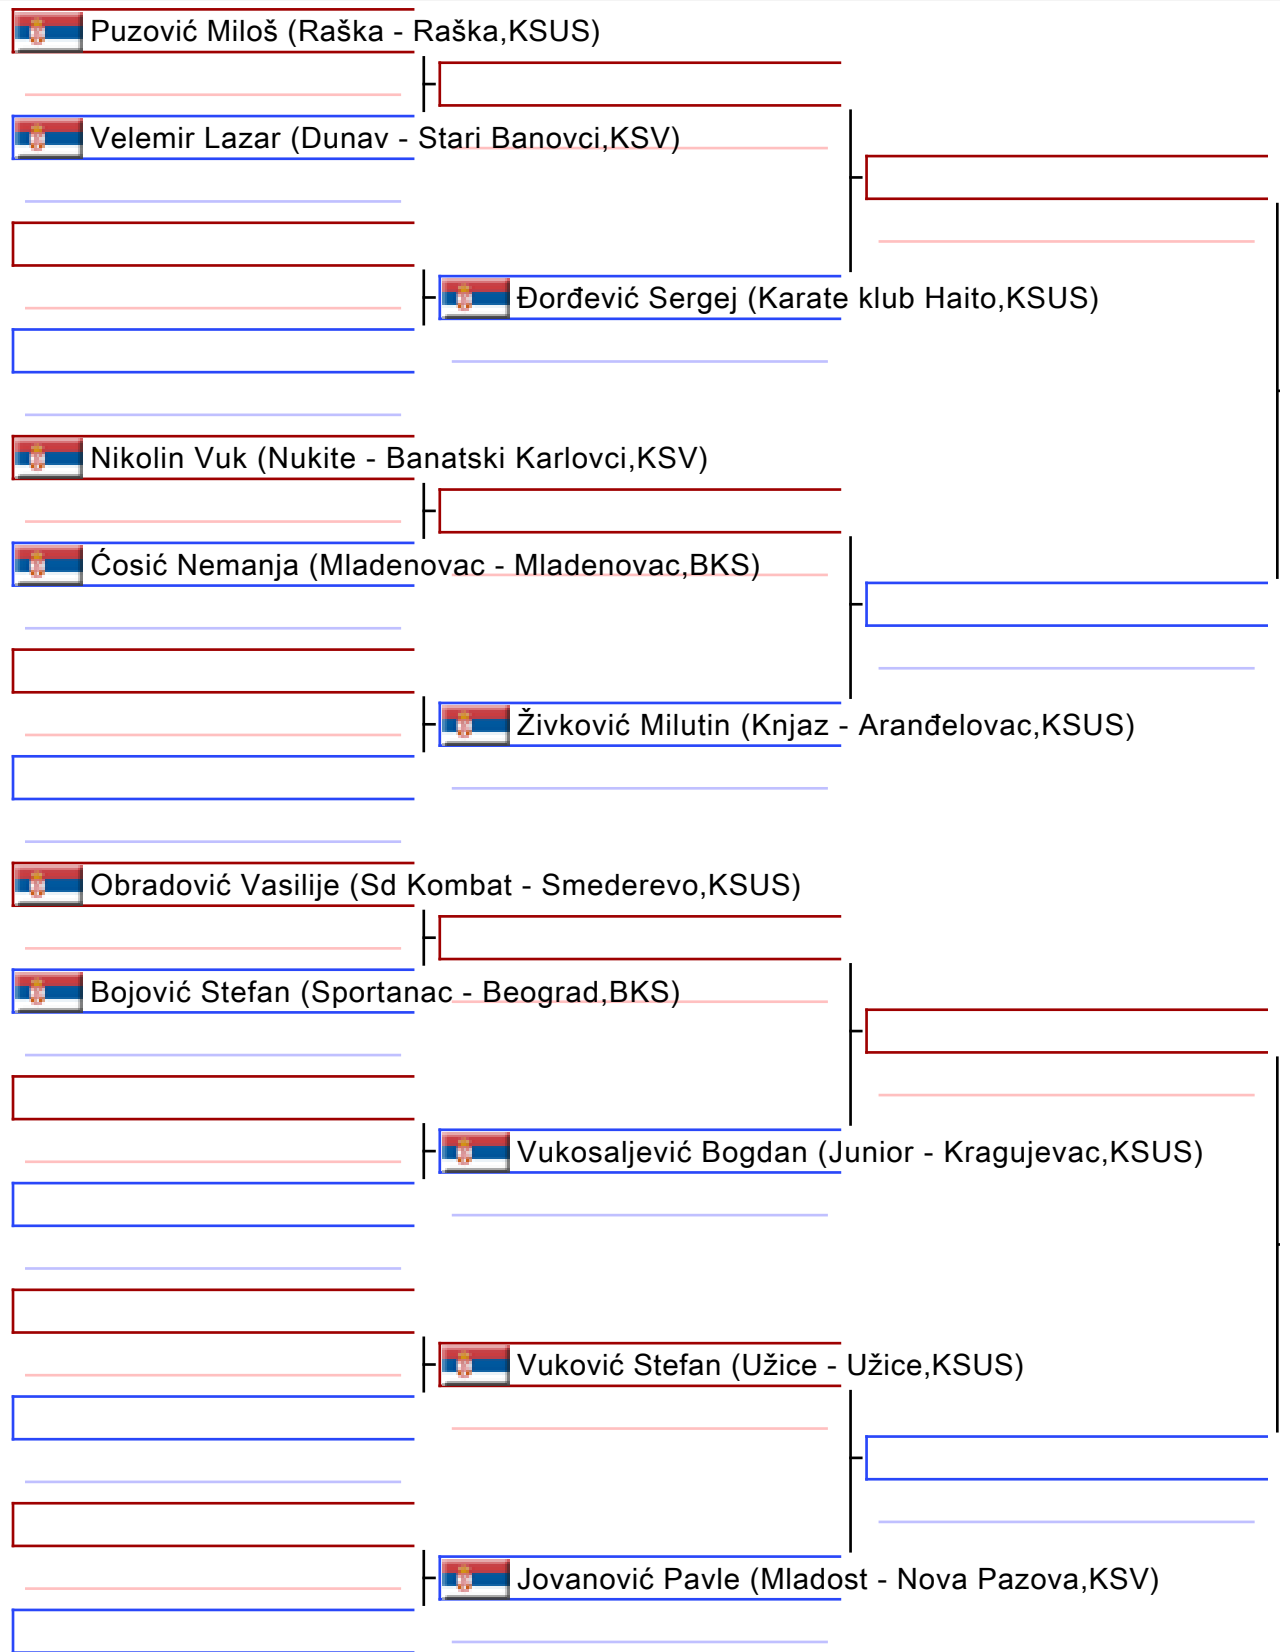 Puzović Miloš (Raška - Raška,KSUS)
Velemir Lazar (Dunav - Stari Banovci,KSV)
Đorđević Sergej (Karate klub Haito,KSUS)
Nikolin Vuk (Nukite - Banatski Karlovci,KSV)
Ćosić Nemanja (Mladenovac - Mladenovac,BKS)
Živković Milutin (Knjaz - Aranđelovac,KSUS)
Obradović Vasilije (Sd Kombat - Smederevo,KSUS)
Bojović Stefan (Sportanac - Beograd,BKS)
Vukosaljević Bogdan (Junior - Kragujevac,KSUS)
Vuković Stefan (Užice - Užice,KSUS)
Jovanović Pavle (Mladost - Nova Pazova,KSV)